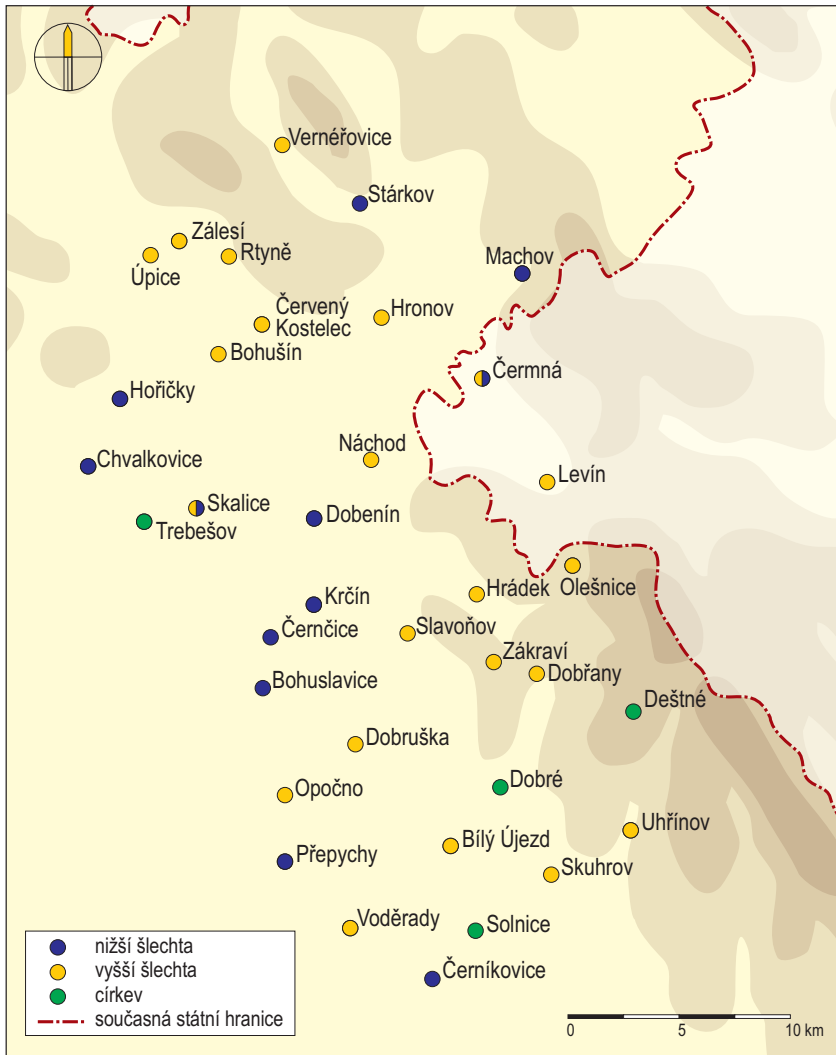 Vernéřovice
Stárkov
Zálesí
Rtyně
Úpice
Machov
Červený
Kostelec
Hronov
Bohušín
Čermná
Hořičky
Náchod
Chvalkovice
Levín
Skalice
Trebešov
Dobenín
Olešnice
Hrádek
Krčín
Černčice
Slavoňov
Zákraví
Dobřany
Bohuslavice
Deštné
Dobruška
Dobré
Opočno
Uhřínov
Bílý Újezd
Přepychy
Skuhrov
Voděrady
Solnice
Černíkovice
nižší šlechta
vyšší šlechta
církev
současná státní hranice
0 5 10 km